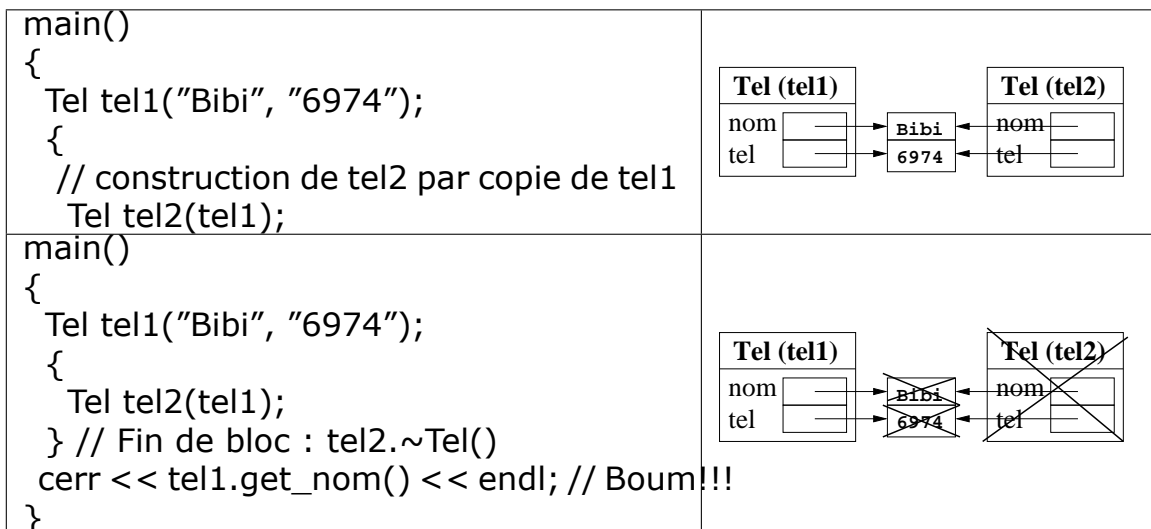 main()
{
Tel tel1(”Bibi”, ”6974”);
{
// construction de tel2 par copie de tel1
Tel tel2(tel1);
Tel (tel1)
nom
tel
Bibi
6974
Tel (tel2)
nom
tel
main()
{
Tel tel1(”Bibi”, ”6974”);
{
Tel tel2(tel1);
} // Fin de bloc : tel2.~Tel()
cerr << tel1.get_nom() << endl; // Boum!!!
}
Tel (tel1)
nom
tel
Bibi
6974
Tel (tel2)
nom
tel